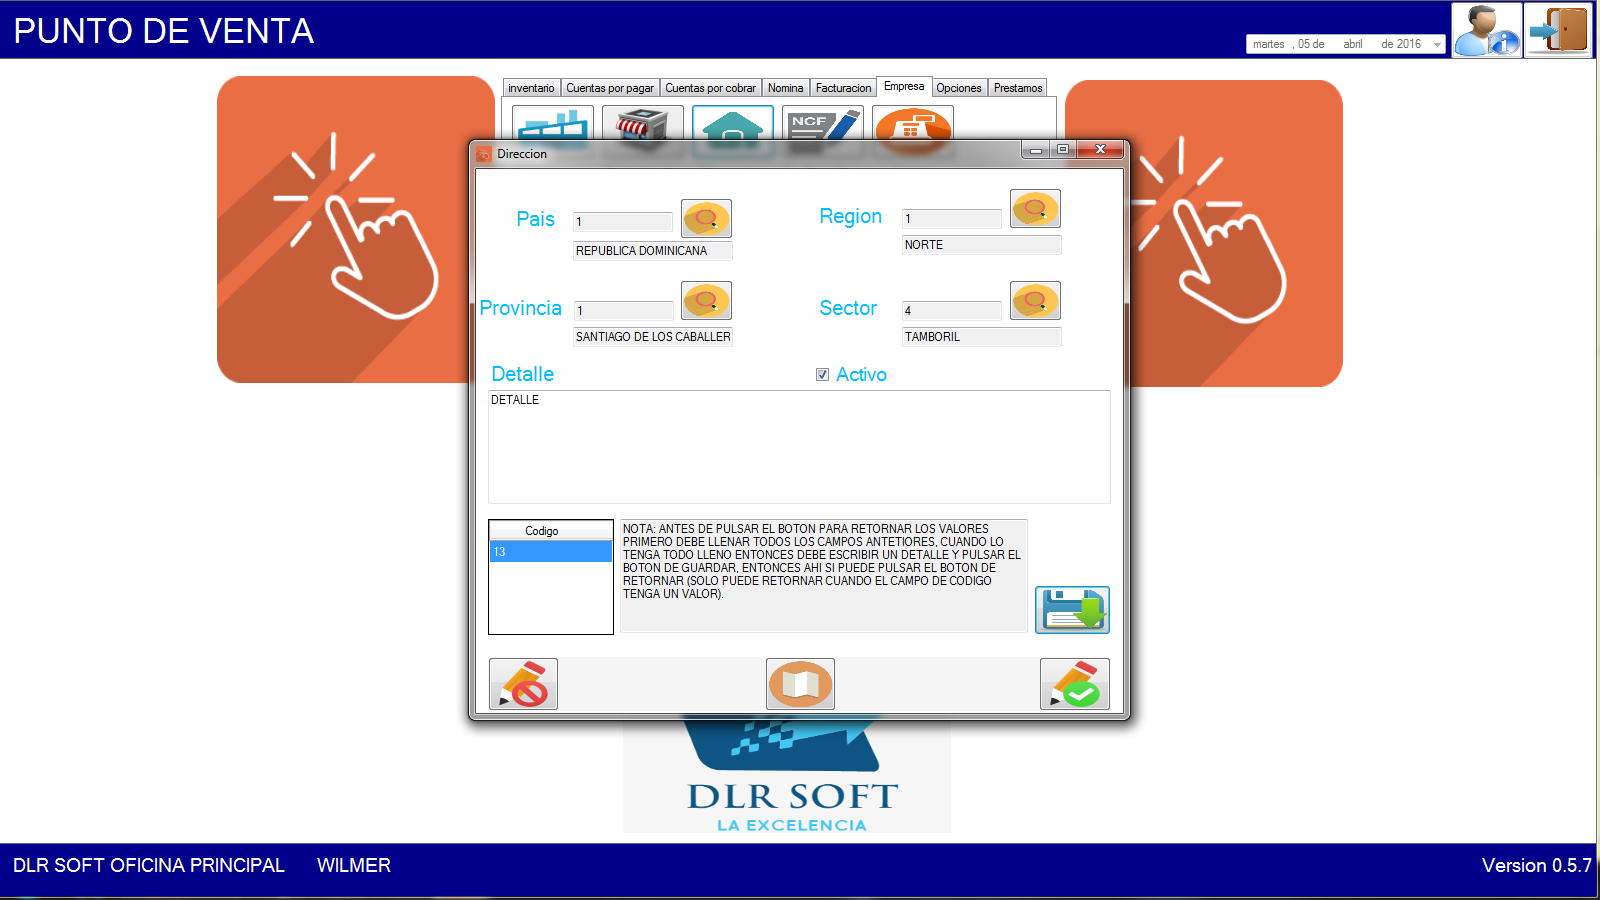 PUNTO DE VENTA
martes , 05 de abril de 2016
inventario Cuentas por pagar Cuentas por cobrar Nomina Facturacion Empresa Opciones Prestamos
NCF
Direccion
Pais 1
REPUBLICA DOMINICANA
Region 1
NORTE
Provincia 1
SANTIAGO DE LOS CABALLER
Sector 4
TAMBORIL
Detalle
Activo
DETALLE
Codigo
13
NOTA: ANTES DE PULSAR EL BOTON PARA RETORNAR LOS VALORES
PRIMERO DEBE LLENAR TODOS LOS CAMPOS ANTETIORES, CUANDO LO
TENGA TODO LLENO ENTONCES DEBE ESCRIBIR UN DETALLE Y PULSAR EL
BOTON DE GUARDAR, ENTONCES AHI SI PUEDE PULSAR EL BOTON DE
RETORNAR (SOLO PUEDE RETORNAR CUANDO EL CAMPO DE CODIGO
TENGA UN VALOR).
DLR SOFT
LA EXCELENCIA
DLR SOFT OFICINA PRINCIPAL WILMER
Version 0.5.7